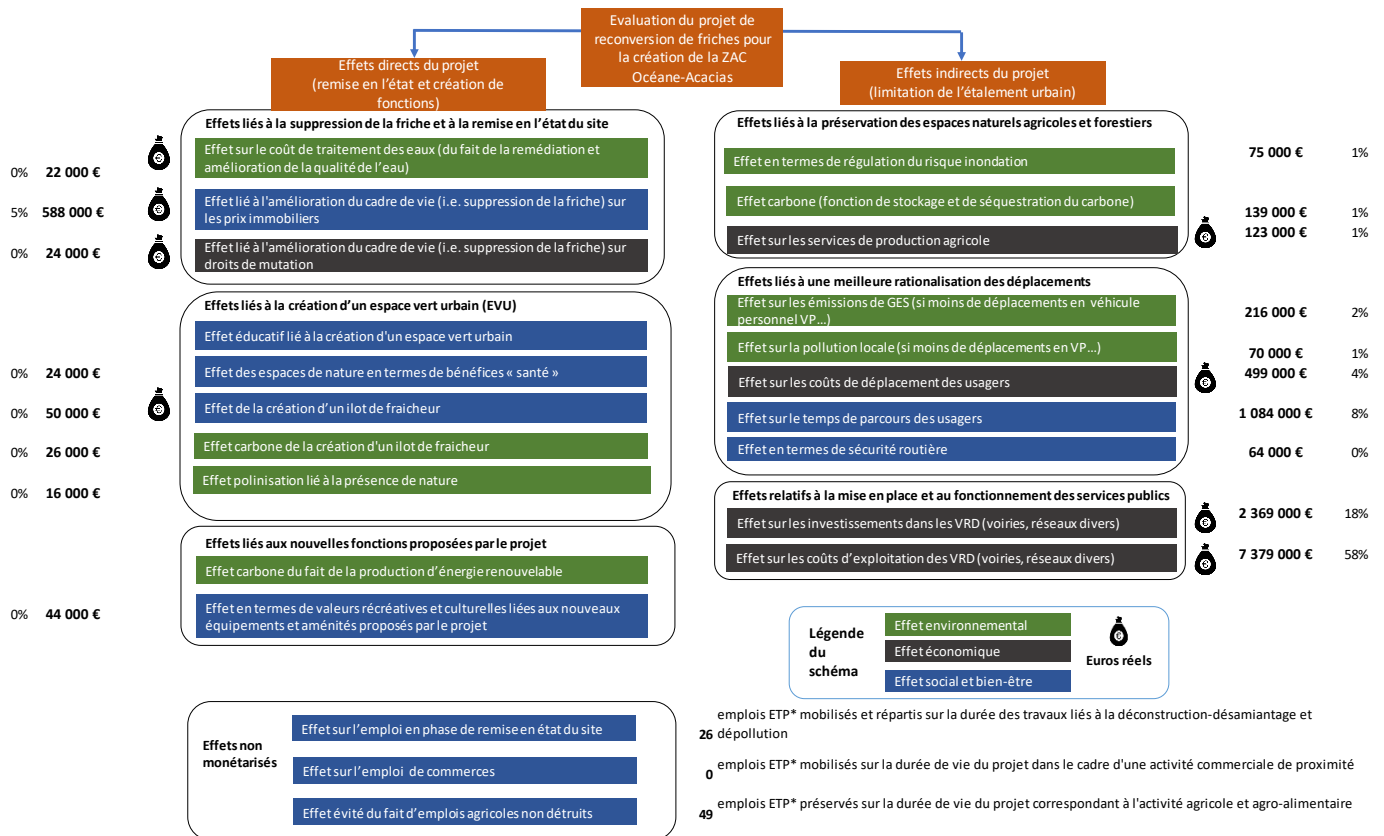 Evaluation du projet de
reconversion de friches pour
la création de la ZAC
Océane-Acacias
Effets directs du projet
(remise en l'état et création de
fonctions)
Effets indirects du projet
(limitation de l'étalement urbain)
Effets liés à la suppression de la friche et à la remise en l'état du site
Effet sur le coût de traitement des eaux (du fait de la remédiation et
amélioration de la qualité de l'eau)
0% 22 000 €
Effet lié à l'amélioration du cadre de vie (i.e. suppression de la friche) sur
les prix immobiliers
5% 588 000 €
Effet lié à l'amélioration du cadre de vie (i.e. suppression de la friche) sur
droits de mutation
0% 24 000 €
Effets liés à la création d'un espace vert urbain (EVU)
Effet éducatif lié à la création d'un espace vert urbain
Effet des espaces de nature en termes de bénéfices « santé »
0% 24 000 €
Effet de la création d'un ilot de fraicheur
0% 50 000 €
Effet carbone de la création d'un ilot de fraicheur
0% 26 000 €
Effet polinisation lié à la présence de nature
0% 16 000 €
Effets liés aux nouvelles fonctions proposées par le projet
Effet carbone du fait de la production d'énergie renouvelable
Effet en termes de valeurs récréatives et culturelles liées aux nouveaux
équipements et aménités proposés par le projet
0% 44 000 €
Effets liés à la préservation des espaces naturels agricoles et forestiers
Effet en termes de régulation du risque inondation
75 000 € 1%
Effet carbone (fonction de stockage et de séquestration du carbone)
139 000 € 1%
Effet sur les services de production agricole
123 000 € 1%
Effets liés à une meilleure rationalisation des déplacements
Effet sur les émissions de GES (si moins de déplacements en véhicule
personnel VP...)
216 000 € 2%
Effet sur la pollution locale (si moins de déplacements en VP...)
70 000 € 1%
Effet sur les coûts de déplacement des usagers
499 000 € 4%
Effet sur le temps de parcours des usagers
1 084 000 € 8%
Effet en termes de sécurité routière
64 000 € 0%
Effets relatifs à la mise en place et au fonctionnement des services publics
Effet sur les investissements dans les VRD (voiries, réseaux divers)
2 369 000 € 18%
Effet sur les coûts d'exploitation des VRD (voiries, réseaux divers)
7 379 000 € 58%
Légende
du
schéma
Effet environnemental
Effet économique
Effet social et bien-être
Euros réels
Effets non
monétarisés
Effet sur l'emploi en phase de remise en état du site
26 emplois ETP* mobilisés et répartis sur la durée des travaux liés à la déconstruction-désamiantage et
dépollution
Effet sur l'emploi de commerces
0 emplois ETP* mobilisés sur la durée de vie du projet dans le cadre d'une activité commerciale de proximité
Effet évité du fait d'emplois agricoles non détruits
49 emplois ETP* préservés sur la durée de vie du projet correspondant à l'activité agricole et agro-alimentaire